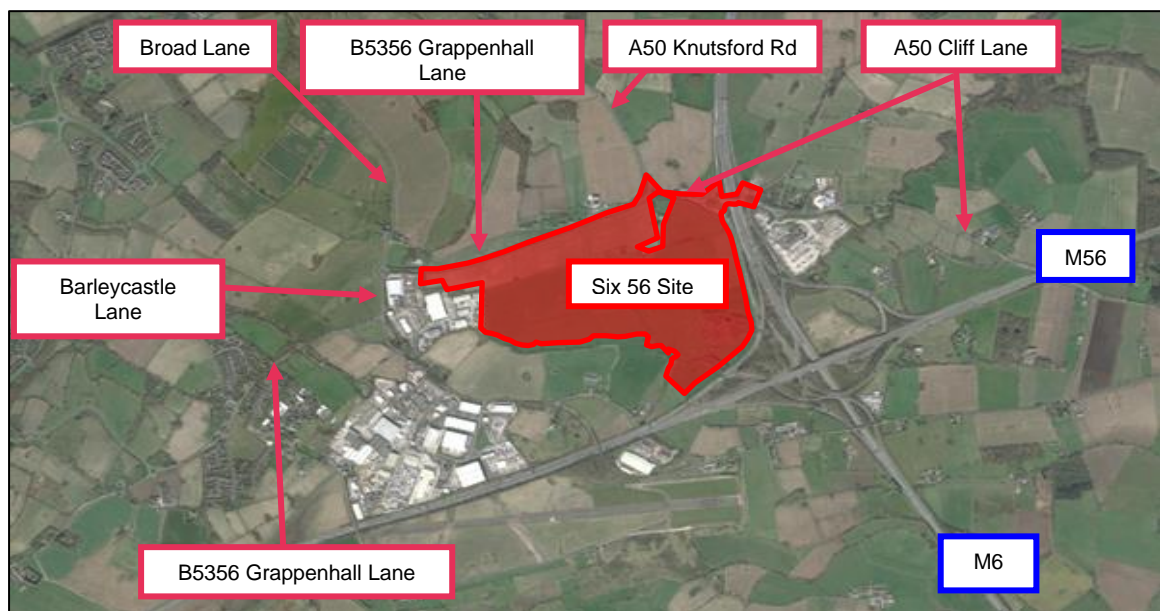 Broad Lane
B5356 Grappenhall
Lane
A50 Knutsford Rd
A50 Cliff Lane
M56
Barleycastle
Lane
Six 56 Site
B5356 Grappenhall Lane
M6